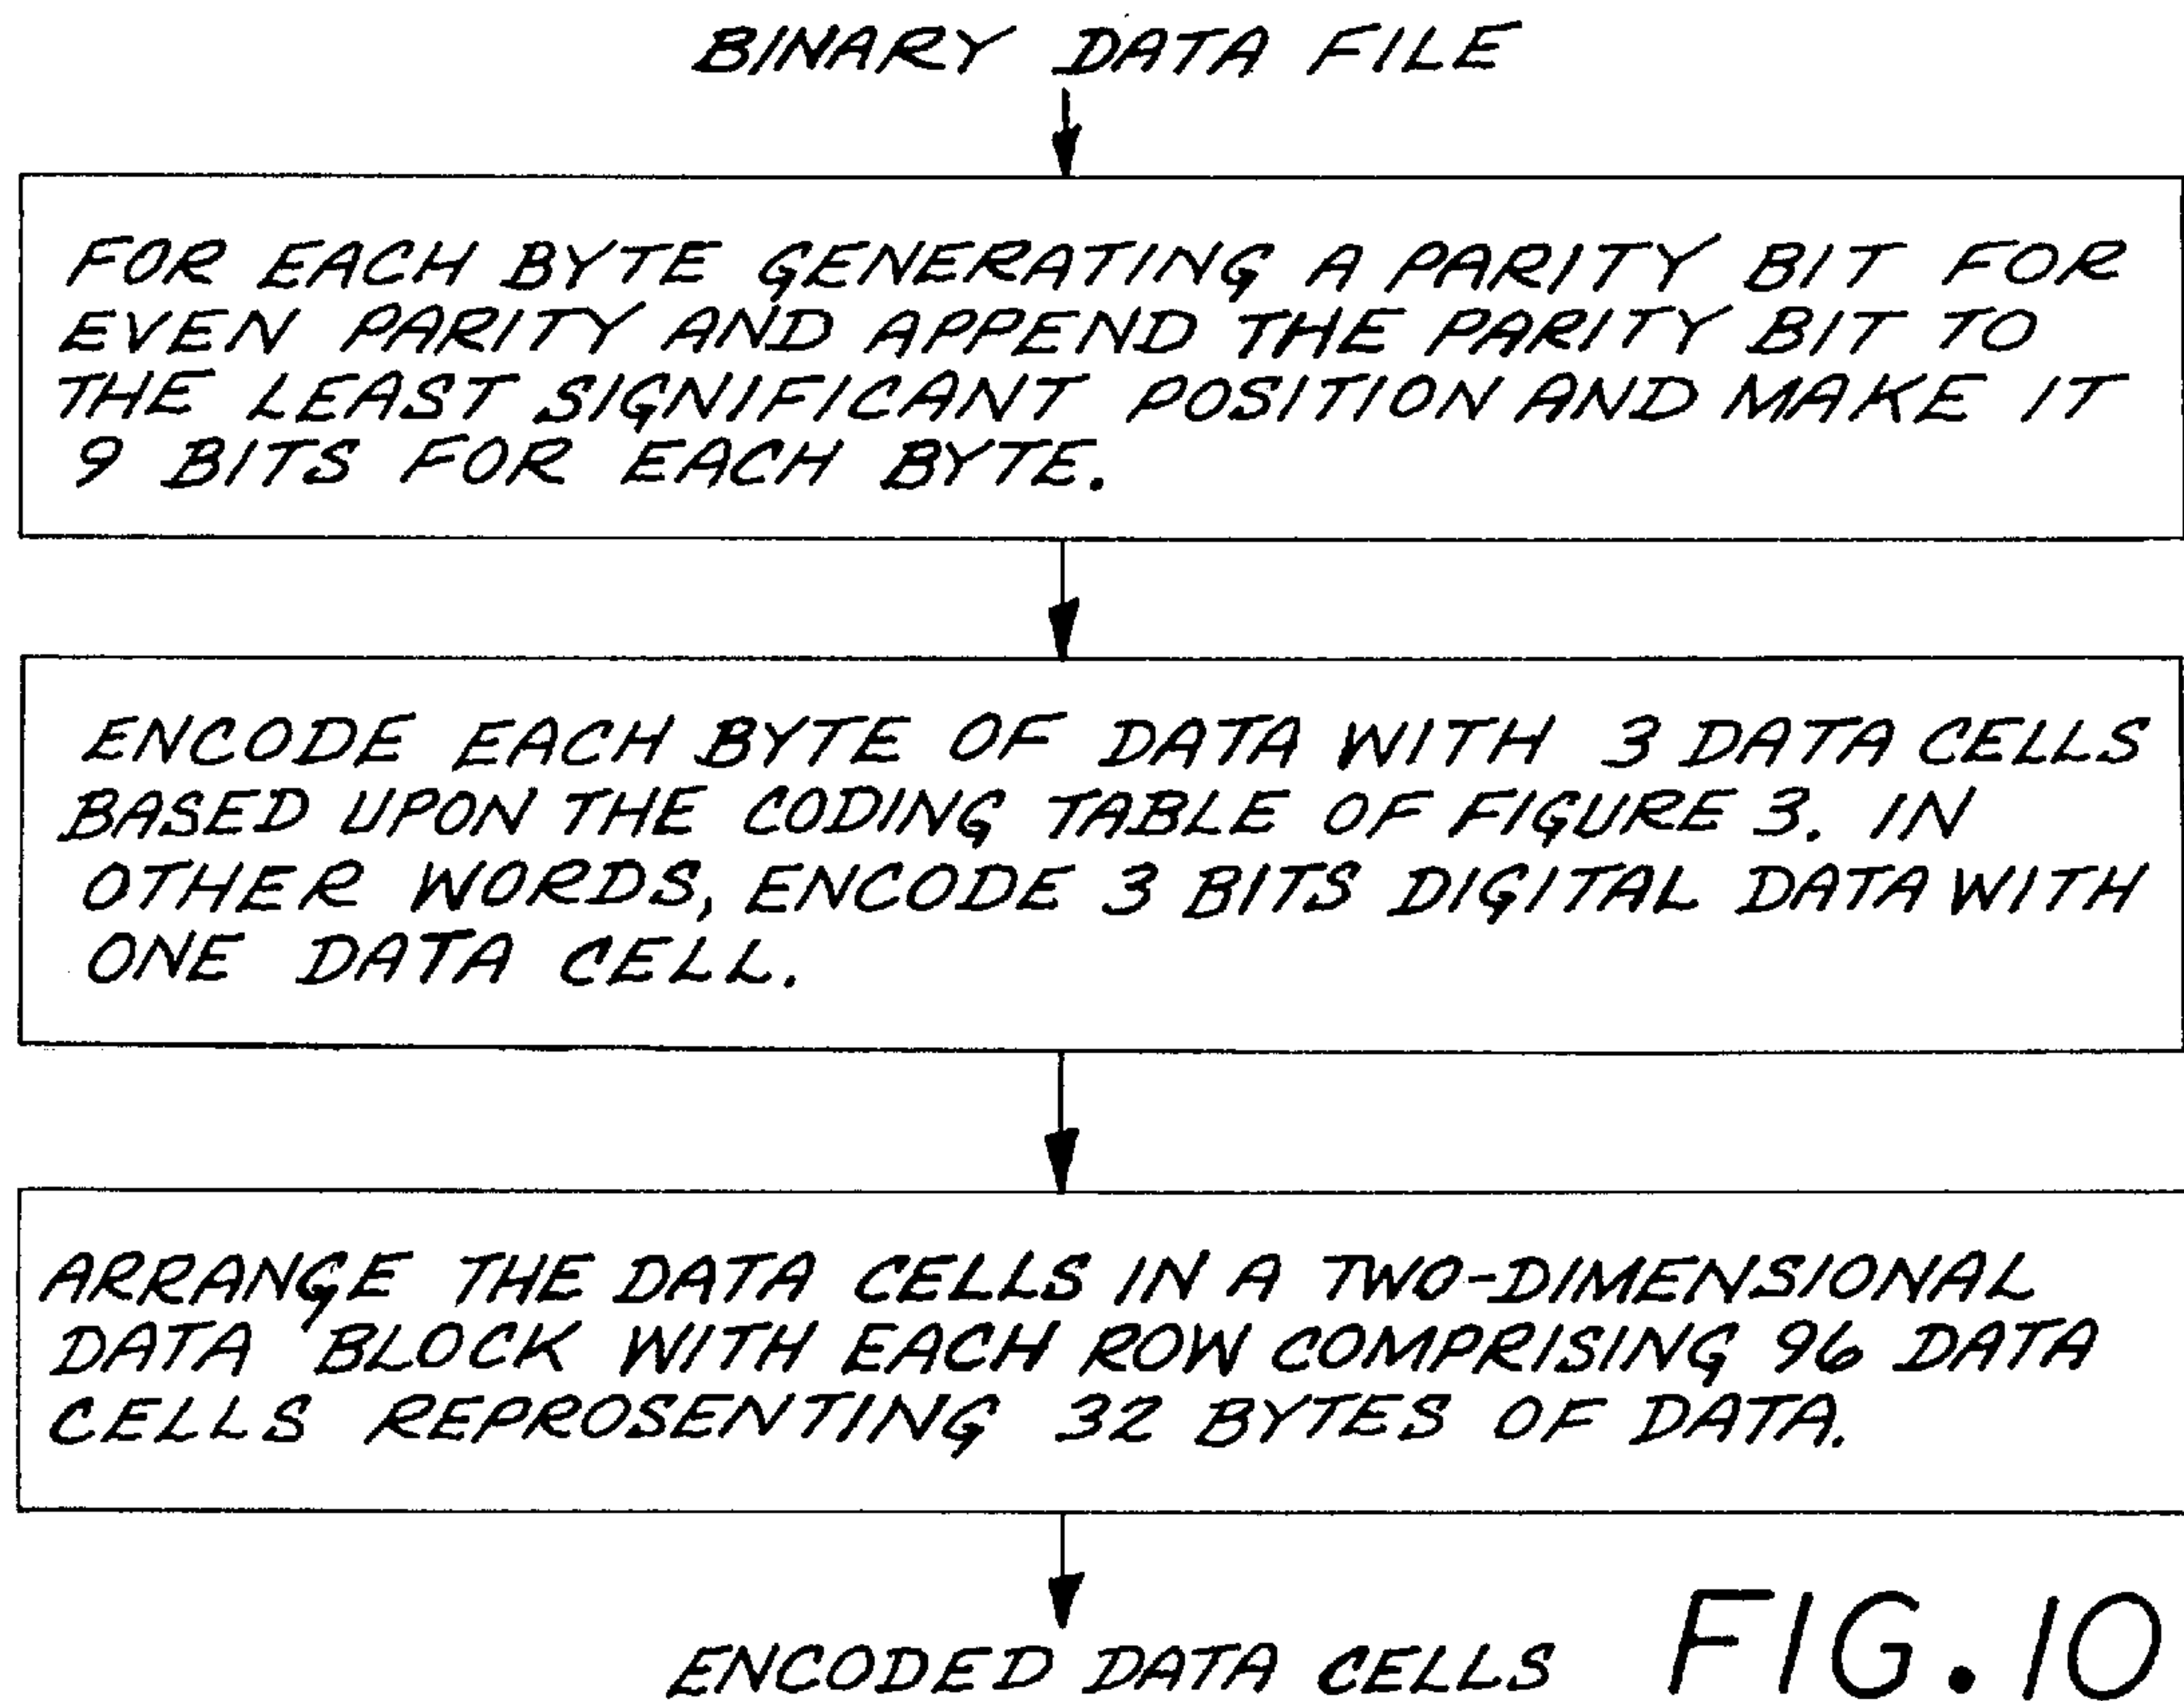 BINARY DATA FILE
FOR EACH BYTE GENERATING A PARITY BIT FOR
EVEN PARITY AND APPEND THE PARITY BIT TO
THE LEAST SIGNIFICANT POSITION AND MAKE IT
9 BITS FOR EACH BYTE.
ENCODE EACH BYTE OF DATA WITH 3 DATA CELLS
BASED UPON THE CODING TABLE OF FIGURE 3. IN
OTHER WORDS, ENCODE 3 BITS DIGITAL DATA WITH
ONE DATA CELL.
ARRANGE THE DATA CELLS IN A TWO-DIMENSIONAL
DATA BLOCK WITH EACH ROW COMPRISING 96 DATA
CELLS REPROSENTING 32 BYTES OF DATA.
ENCODED DATA CELLS
FIG. 10